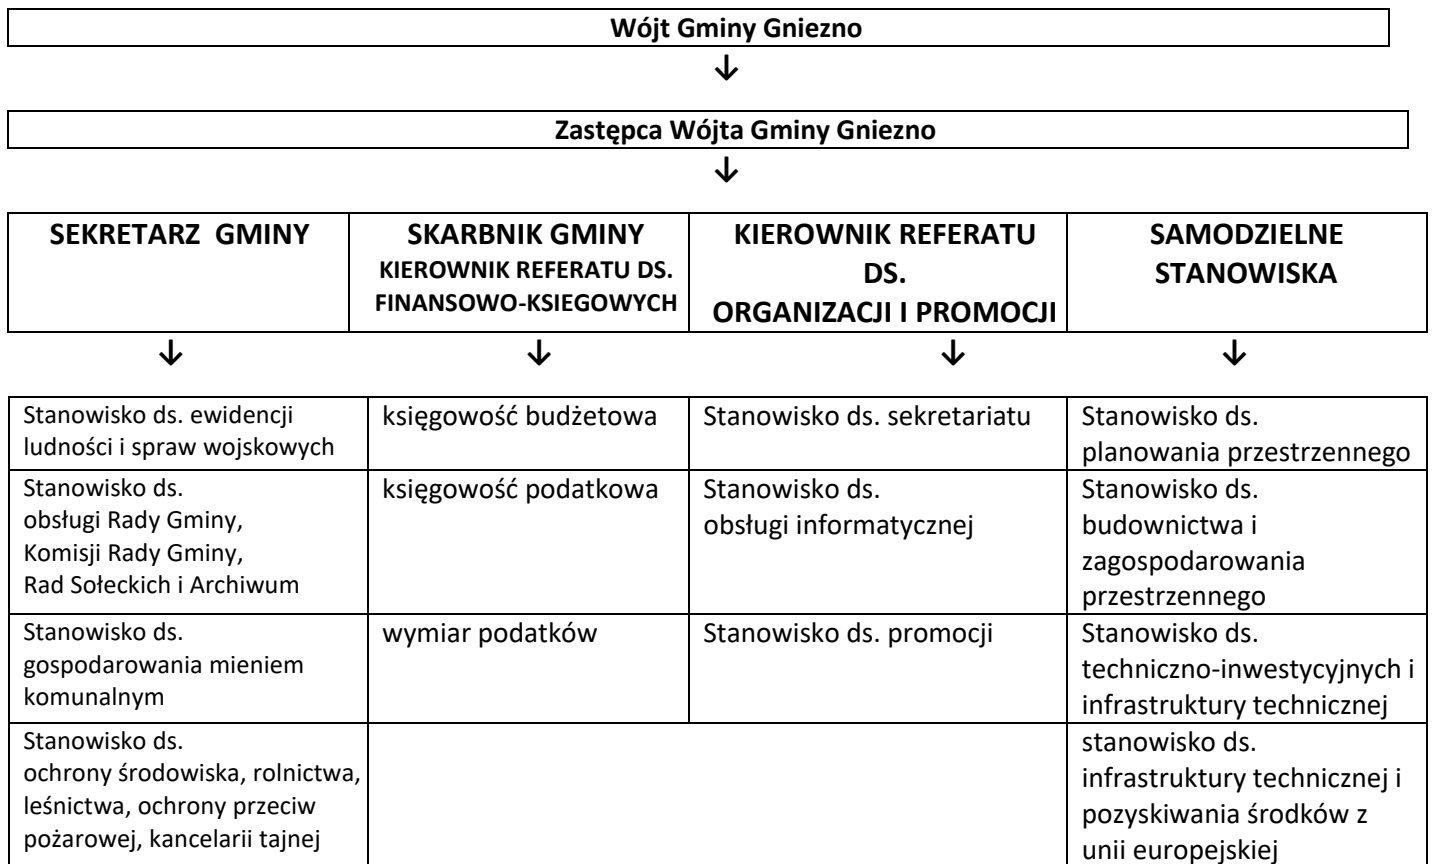 Wójt Gminy Gniezno
↓
Zastępca Wójta Gminy Gniezno
↓
SEKRETARZ GMINY
SKARBNIK GMINY
KIEROWNIK REFERATU DS.
FINANSOWO-KSIEGOWYCH
KIEROWNIK REFERATU
DS.
ORGANIZACJI I PROMOCJI
SAMODZIELNE
STANOWISKA
↓ ↓ ↓ ↓
Stanowisko ds. ewidencji
ludności i spraw wojskowych
księgowość budżetowa
Stanowisko ds. sekretariatu
Stanowisko ds.
planowania przestrzennego
Stanowisko ds.
obsługi Rady Gminy,
Komisji Rady Gminy,
Rad Sołeckich i Archiwum
księgowość podatkowa
Stanowisko ds.
obsługi informatycznej
Stanowisko ds.
budownictwa i
zagospodarowania
przestrzennego
Stanowisko ds.
gospodarowania mieniem
komunalnym
wymiar podatków
Stanowisko ds. promocji
Stanowisko ds.
techniczno-inwestycyjnych i
infrastruktury technicznej
Stanowisko ds.
ochrony środowiska, rolnictwa,
leśnictwa, ochrony przeciw
pożarowej, kancelarii tajnej
stanowisko ds.
infrastruktury technicznej i
pozyskiwania środków z
unii europejskiej